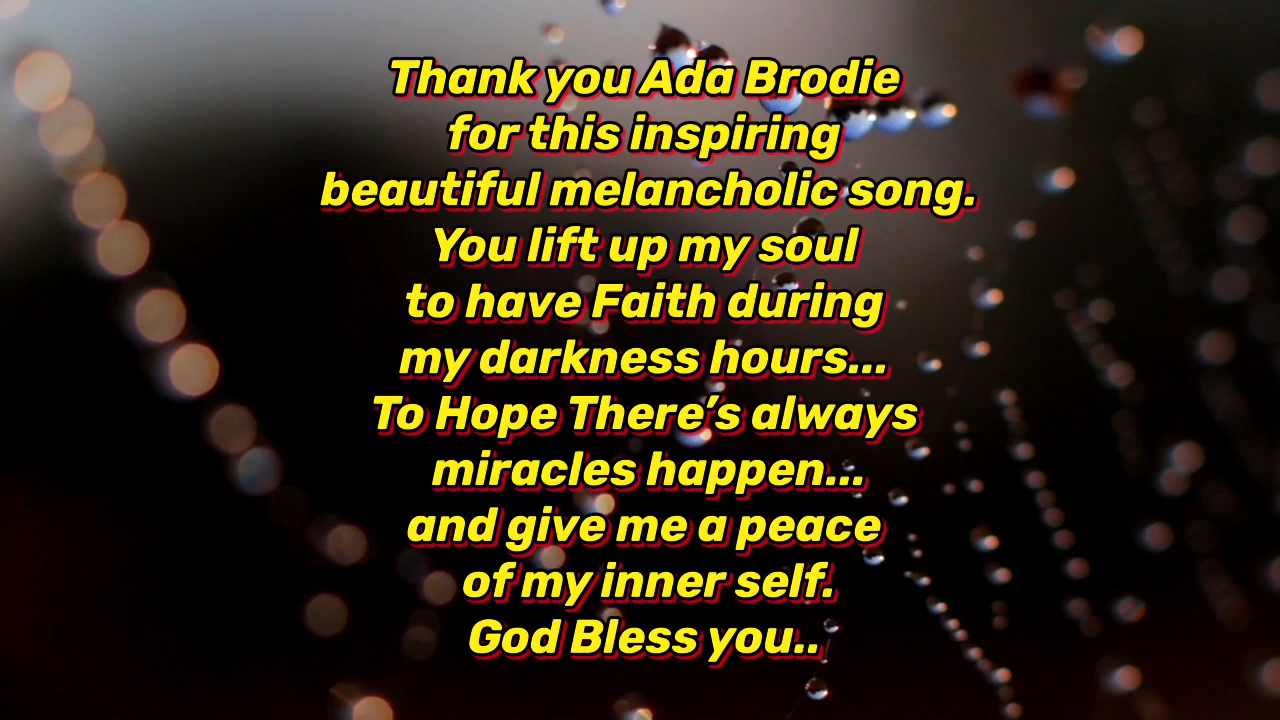 Thank you Ada Brodie
for this inspiring
beautiful melancholic song.
You lift up my soul
to have Faith during
my darkness hours...
To Hope There’s always
miracles happen...
and give me a peace
of my inner self.
God Bless you..